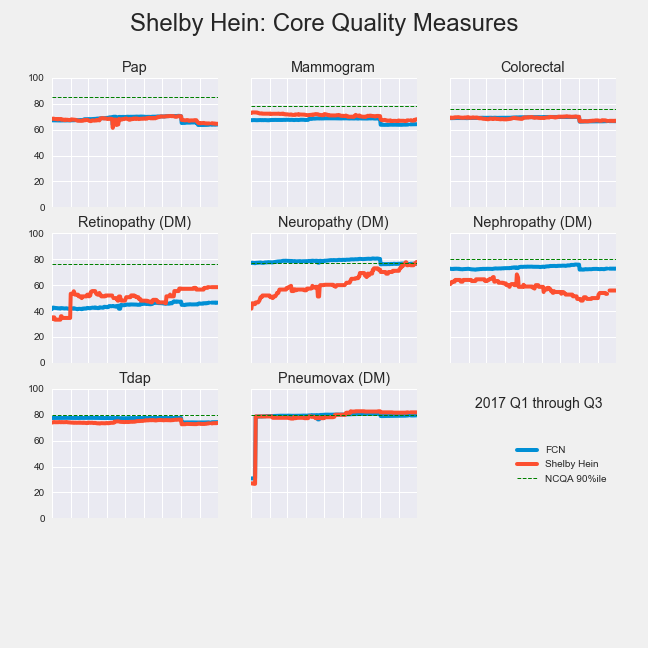 Shelby Hein: Core Quality Measures
Pap
Mammogram
Colorectal
100
80
60
40
20
0
Retinopathy (DM)
Neuropathy (DM)
Nephropathy (DM)
100
80
60
40
20
0
Tdap
Pneumovax (DM)
100
80
60
40
20
0
2017 Q1 through Q3
FCN
Shelby Hein
NCQA 90%ile